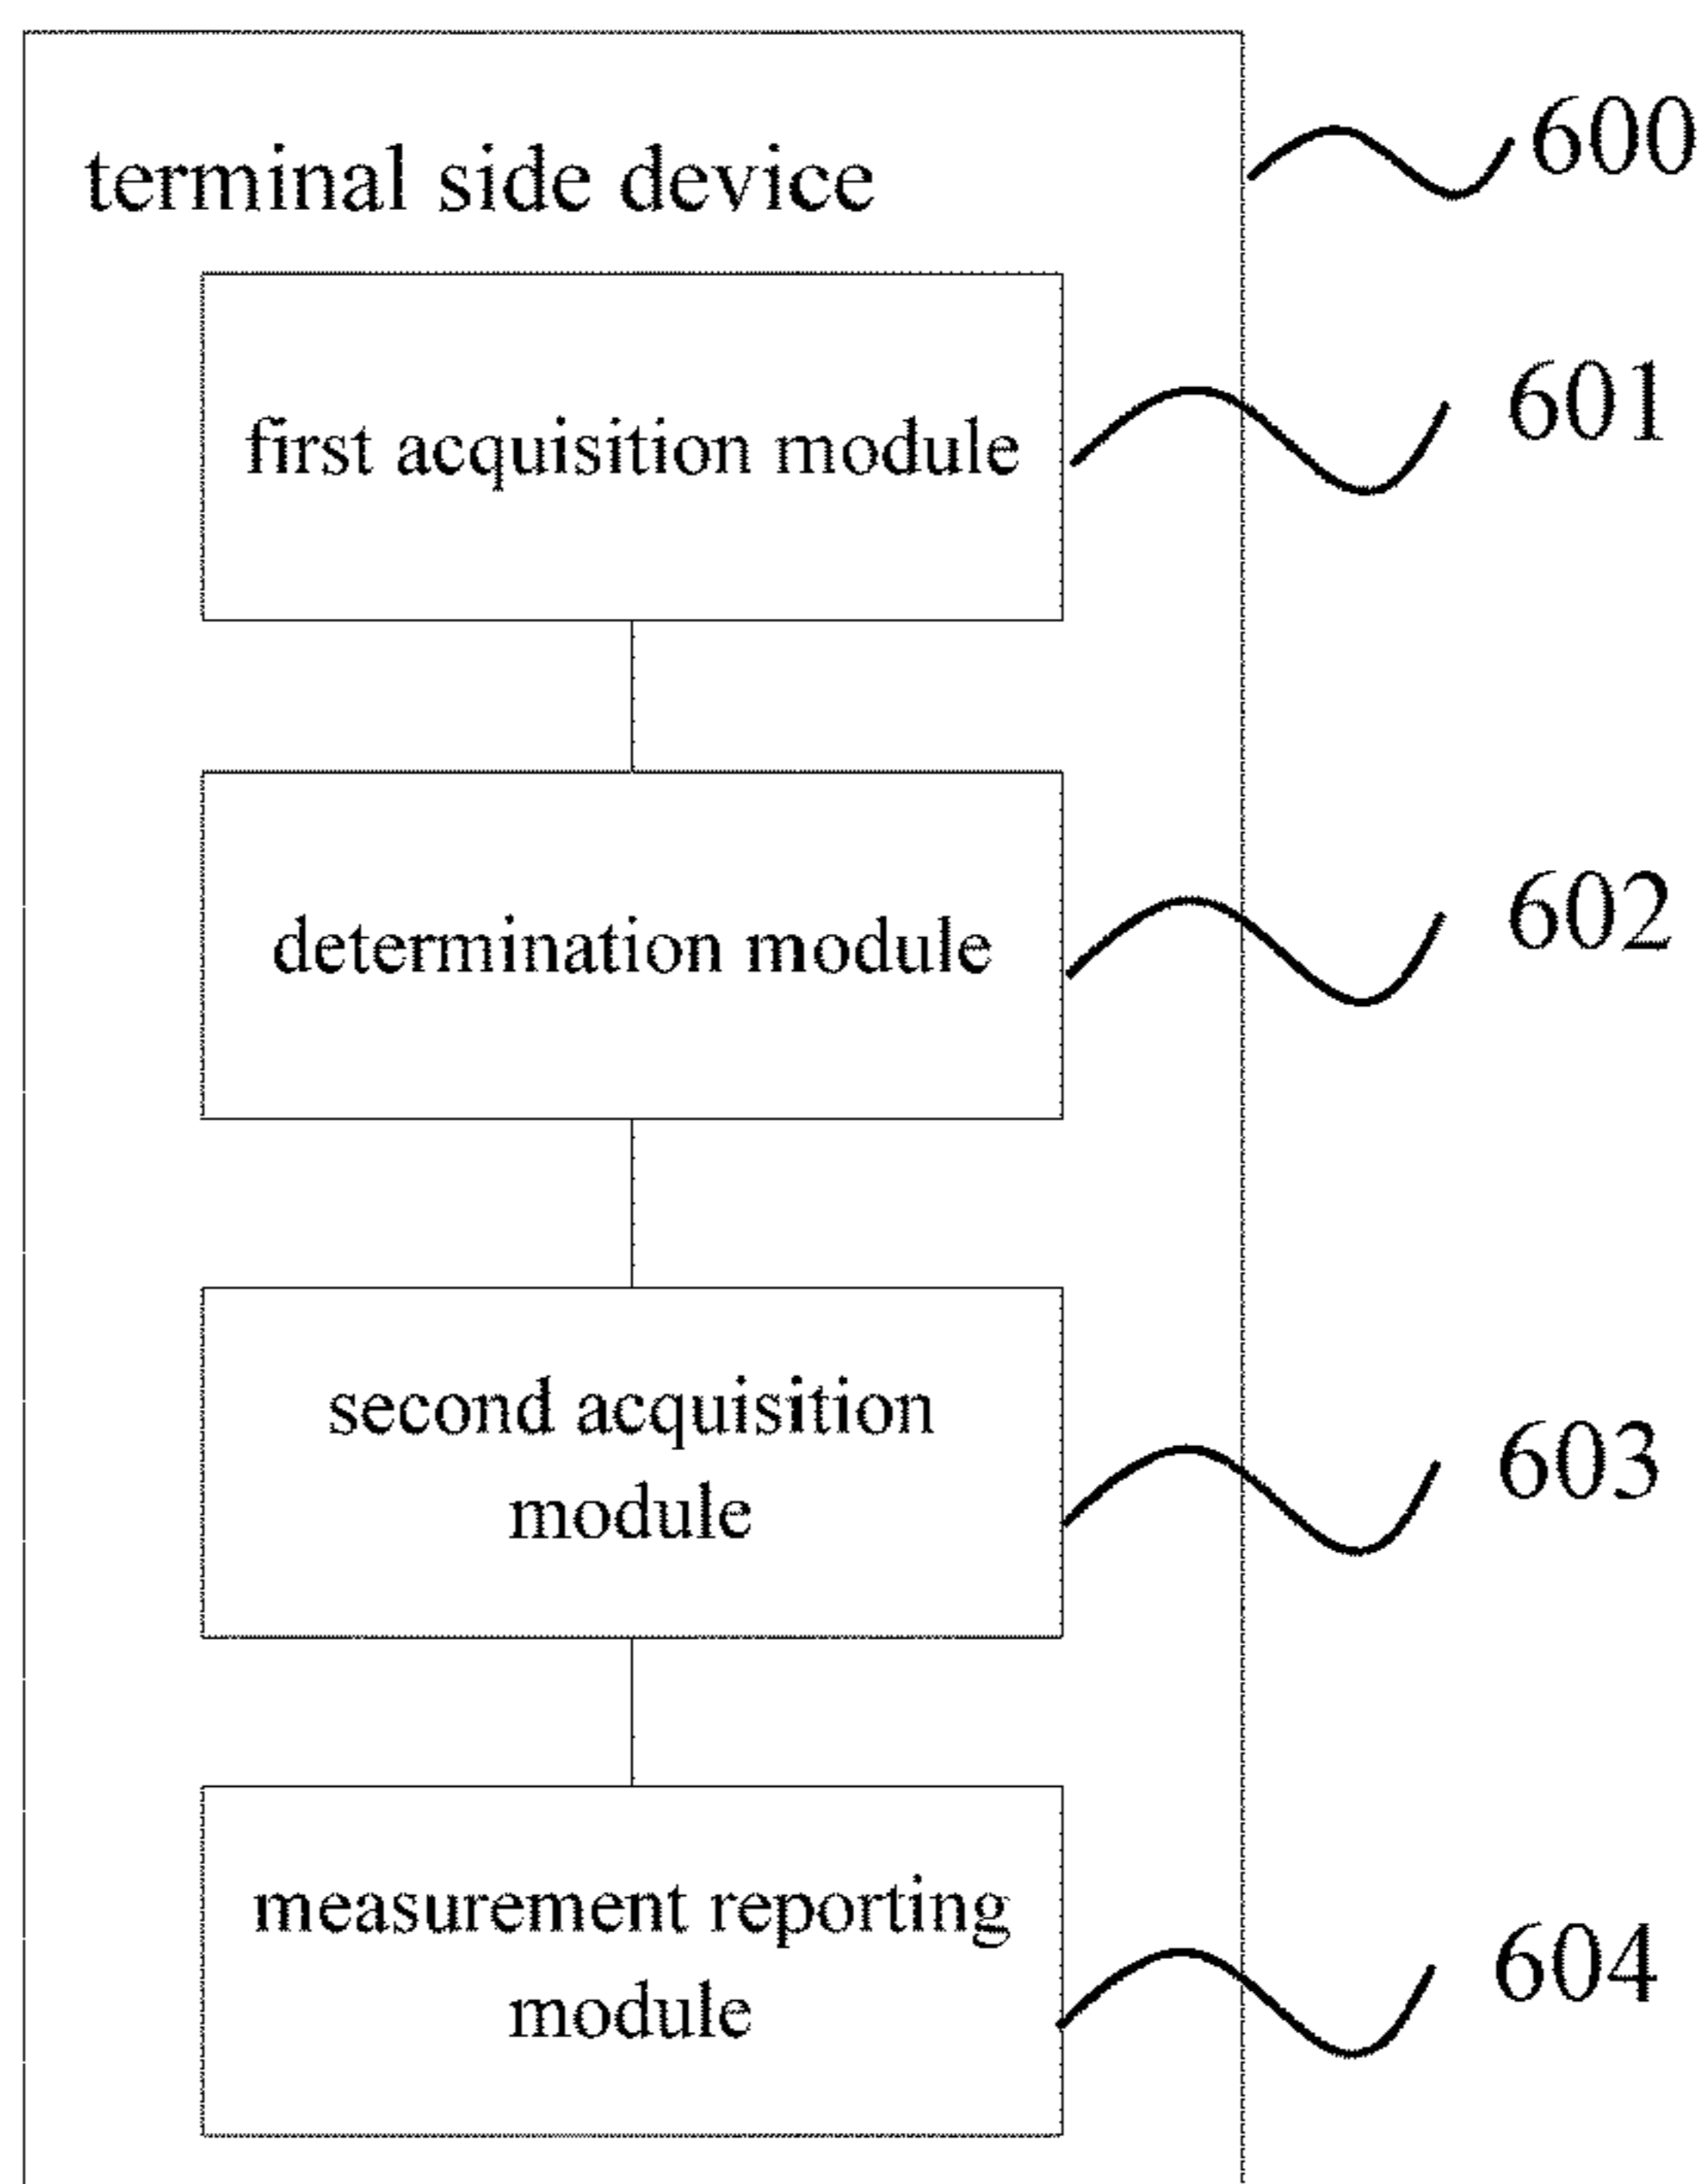 terminal side device
600
first acquisition module
601
determination module
602
second acquisition
module
603
measurement reporting
module
604